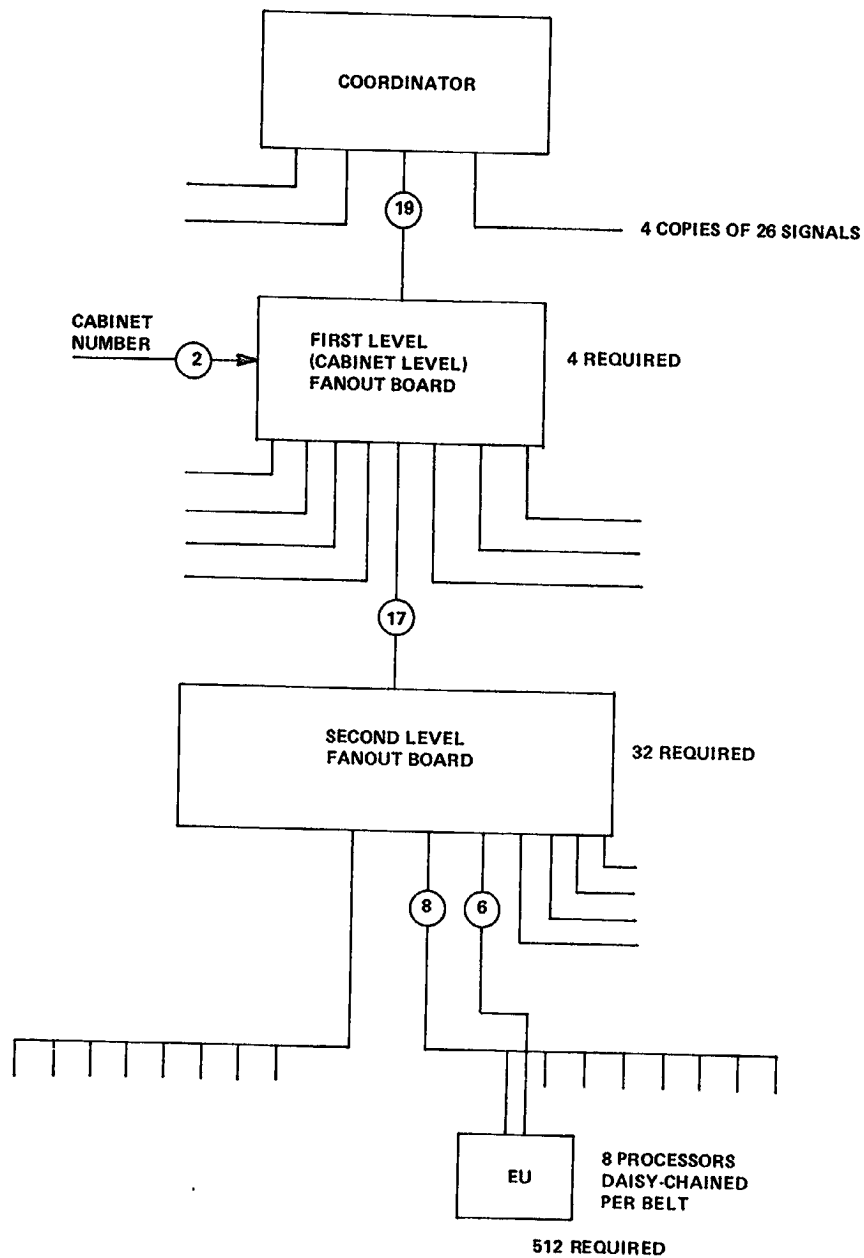 COORDINATOR
19
4 COPIES OF 26 SIGNALS
CABINET
NUMBER
2
FIRST LEVEL
(CABINET LEVEL)
FANOUT BOARD
4 REQUIRED
17
SECOND LEVEL
FANOUT BOARD
32 REQUIRED
8
6
EU
8 PROCESSORS
DAISY-CHAINED
PER BELT
512 REQUIRED